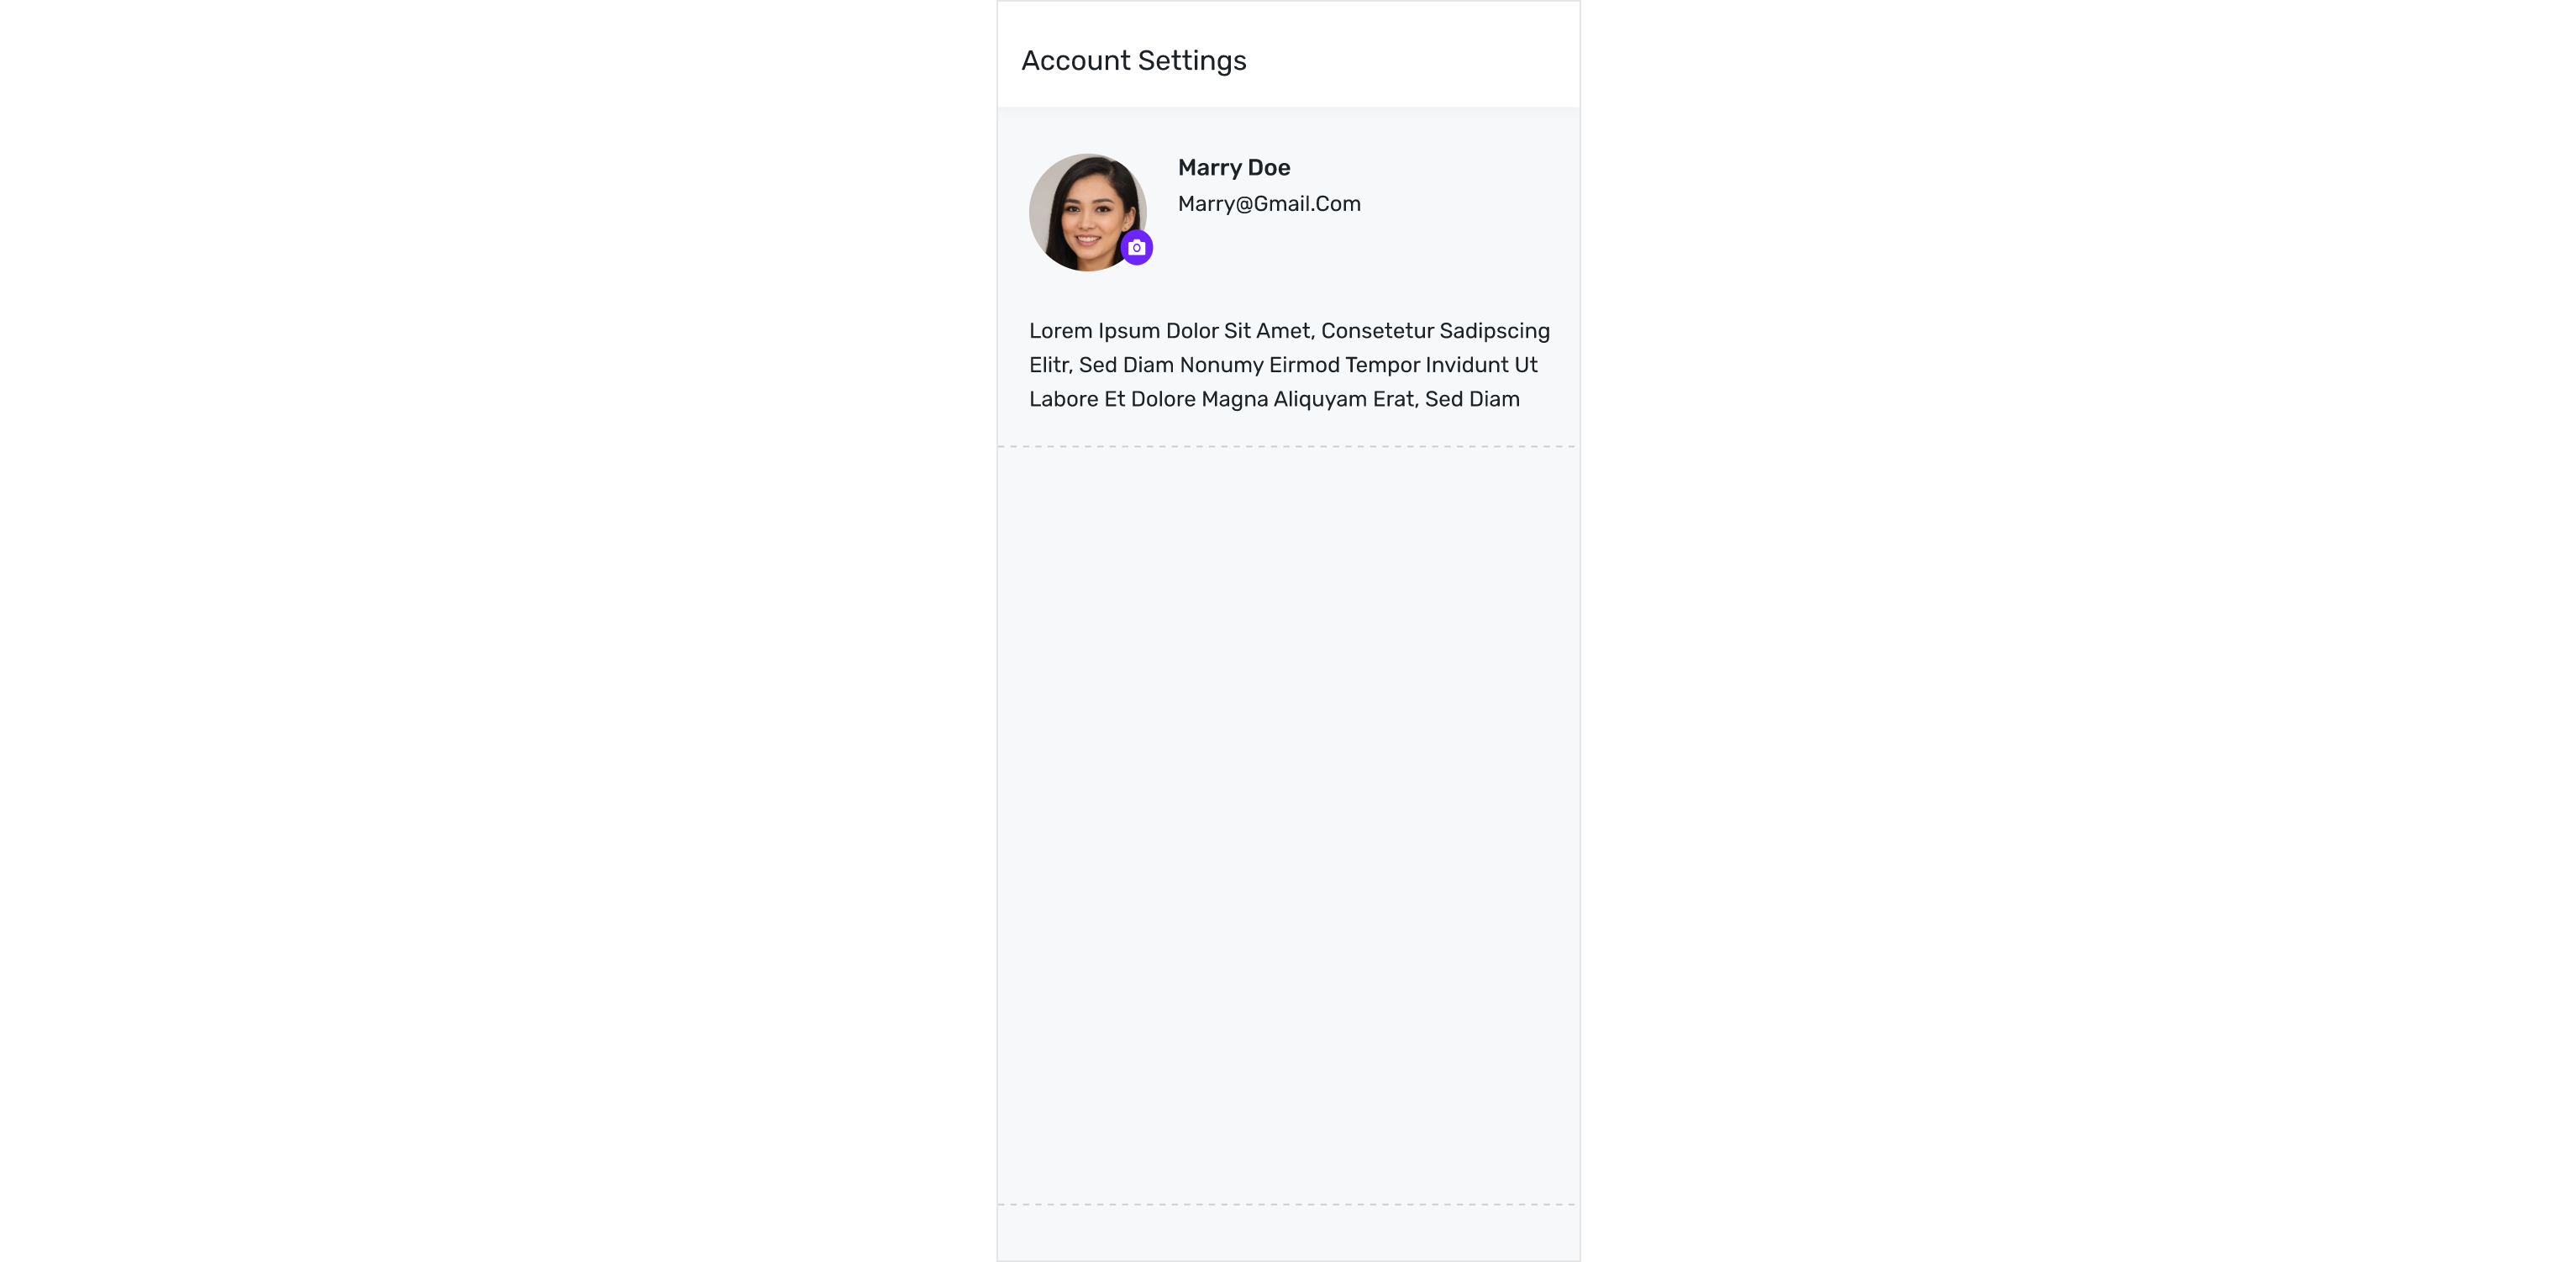 Account Settings
Marry Doe
Marry@Gmail.Com
Lorem Ipsum Dolor Sit Amet, Consetetur Sadipscing
Elitr, Sed Diam Nonumy Eirmod Tempor Invidunt Ut
Labore Et Dolore Magna Aliquyam Erat, Sed Diam